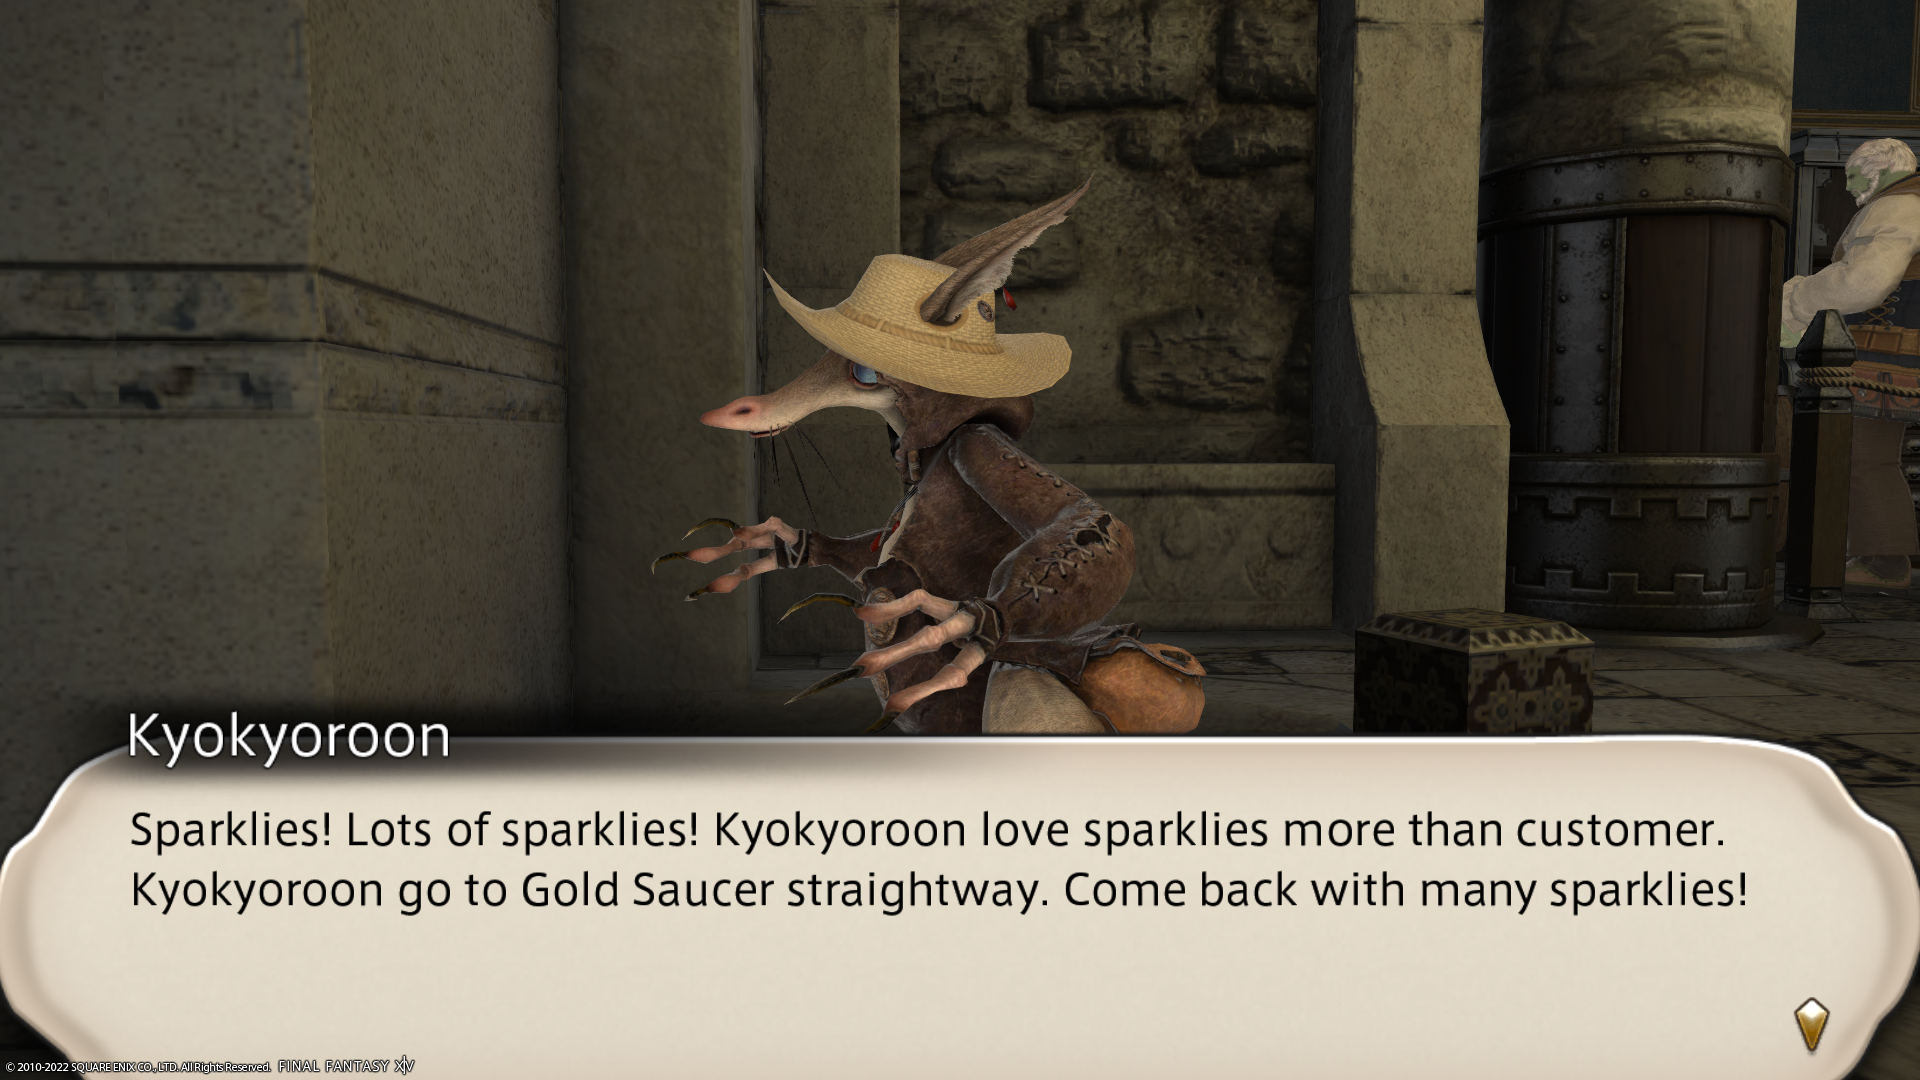 Kyokyoroon
Sparklies! Lots of sparklies! Kyokyoroon love sparklies more than customer.
Kyokyoroon go to Gold Saucer straightway. Come back with many sparklies!
© 2010-2022 SQUARE ENIX CO., LTD. All Rights Reserved. FINAL FANTASY XIV